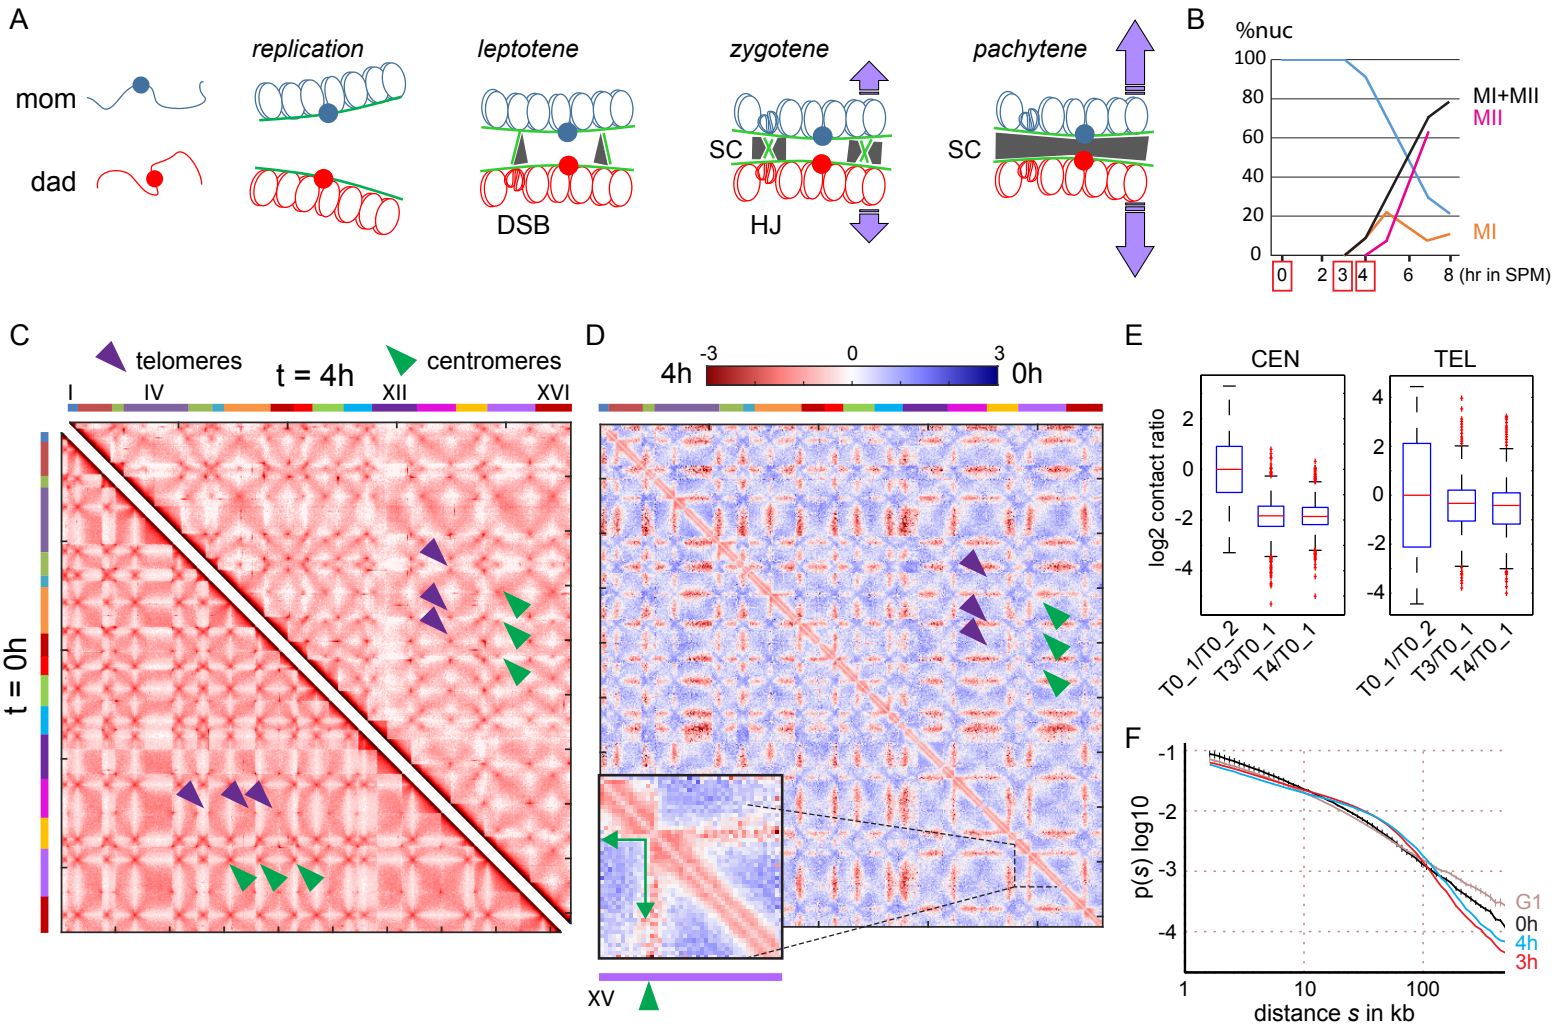 A
replication
leptotene
zygotene
pachytene
mom
dad
DSB
SC
HJ
SC
B
%nuc
100
80
60
40
20
0
MI+MII
MII
MI
0 2 3 4 6 8 (hr in SPM)
C
telomeres
centromeres
t = 4h
I IV XII XVI
t = 0h
D
-3 0 3
4h 0h
XV
E
CEN TEL
log2 contact ratio
2
0
-2
-4
4
2
0
-2
-4
T0_1/T0_2
T3/T0_1
T4/T0_1
T0_1/T0_2
T3/T0_1
T4/T0_1
F
p(s) log10
-1
-2
-3
-4
G1
0h
4h
3h
1 10 100
distance s in kb